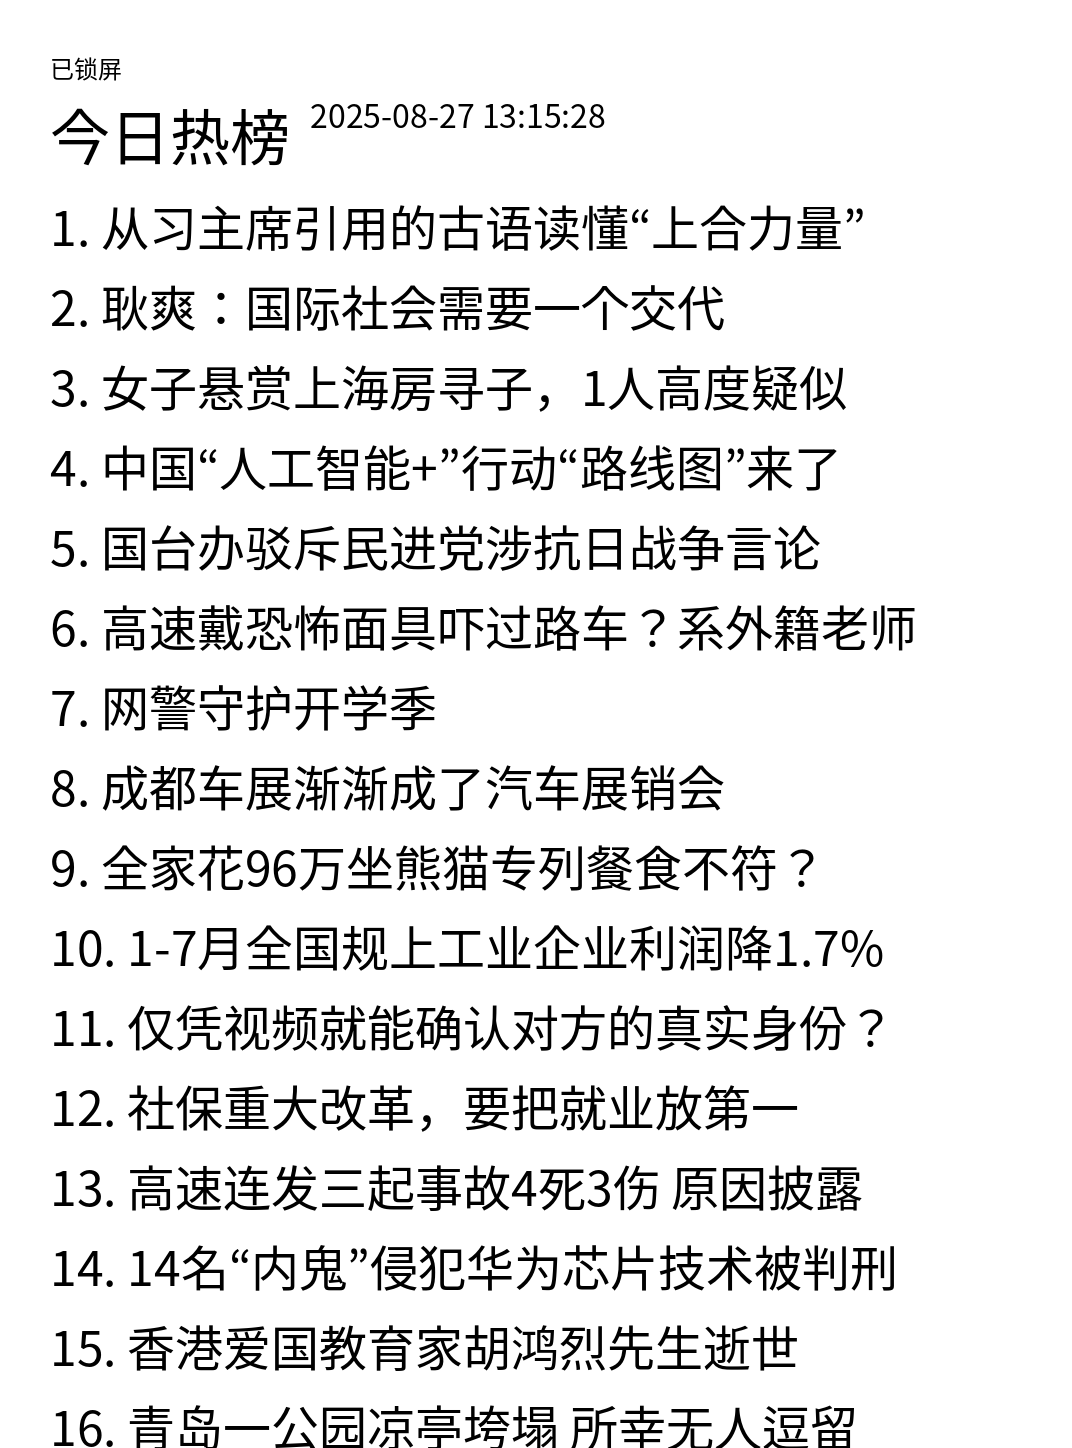 已锁屏
今日热榜 2025-08-27 13:15:28
1. 从习主席引用的古语读懂“上合力量”
2. 耿爽：国际社会需要一个交代
3. 女子悬赏上海房寻子，1人高度疑似
4. 中国“人工智能+”行动“路线图”来了
5. 国台办驳斥民进党涉抗日战争言论
6. 高速戴恐怖面具吓过路车？系外籍老师
7. 网警守护开学季
8. 成都车展渐渐成了汽车展销会
9. 全家花96万坐熊猫专列餐食不符？
10. 1-7月全国规上工业企业利润降1.7%
11. 仅凭视频就能确认对方的真实身份？
12. 社保重大改革，要把就业放第一
13. 高速连发三起事故4死3伤 原因披露
14. 14名“内鬼”侵犯华为芯片技术被判刑
15. 香港爱国教育家胡鸿烈先生逝世
16. 青岛一公园凉亭垮塌 所幸无人逗留